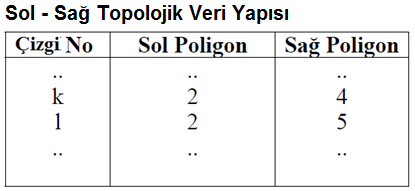 Sol - Sağ Topolojik Veri Yapısı
Çizgi No Sol Poligon Sağ Poligon
.. .. ..
k 2 4
l 2 5
.. .. ..